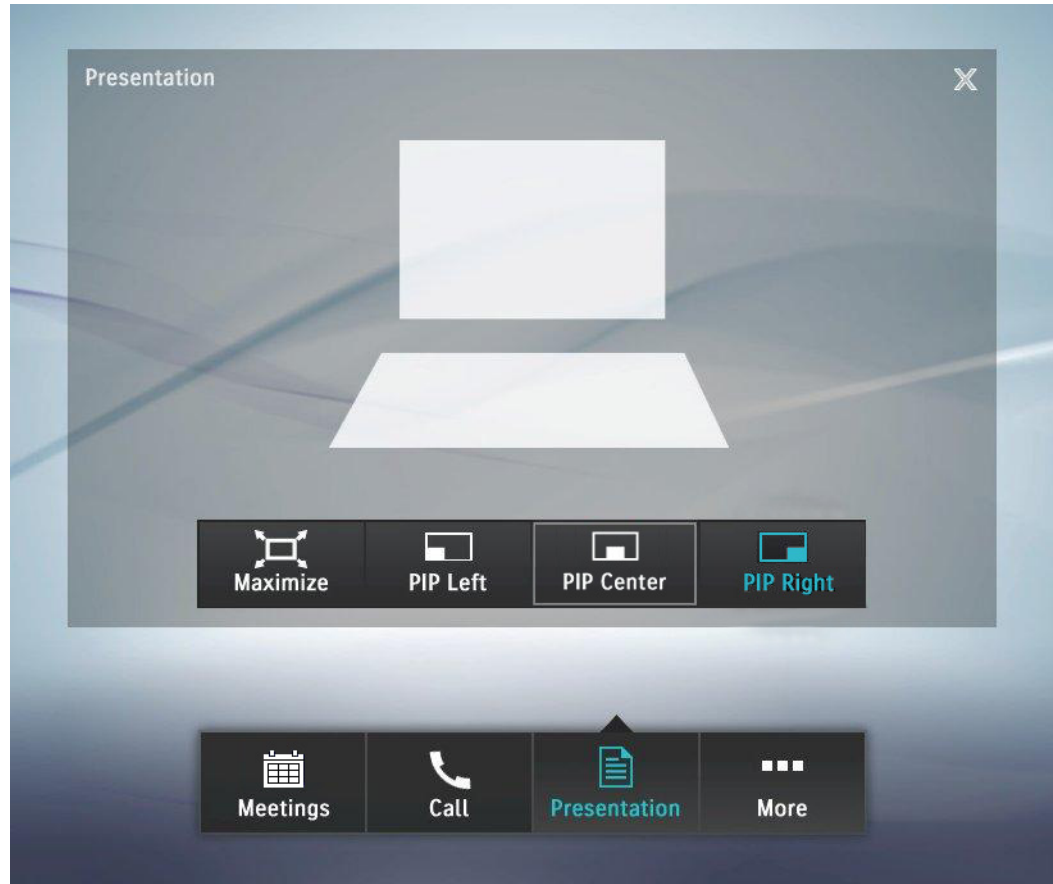 Presentation
X
Maximize
PIP Left
PIP Center
PIP Right
Meetings
Call
Presentation
More